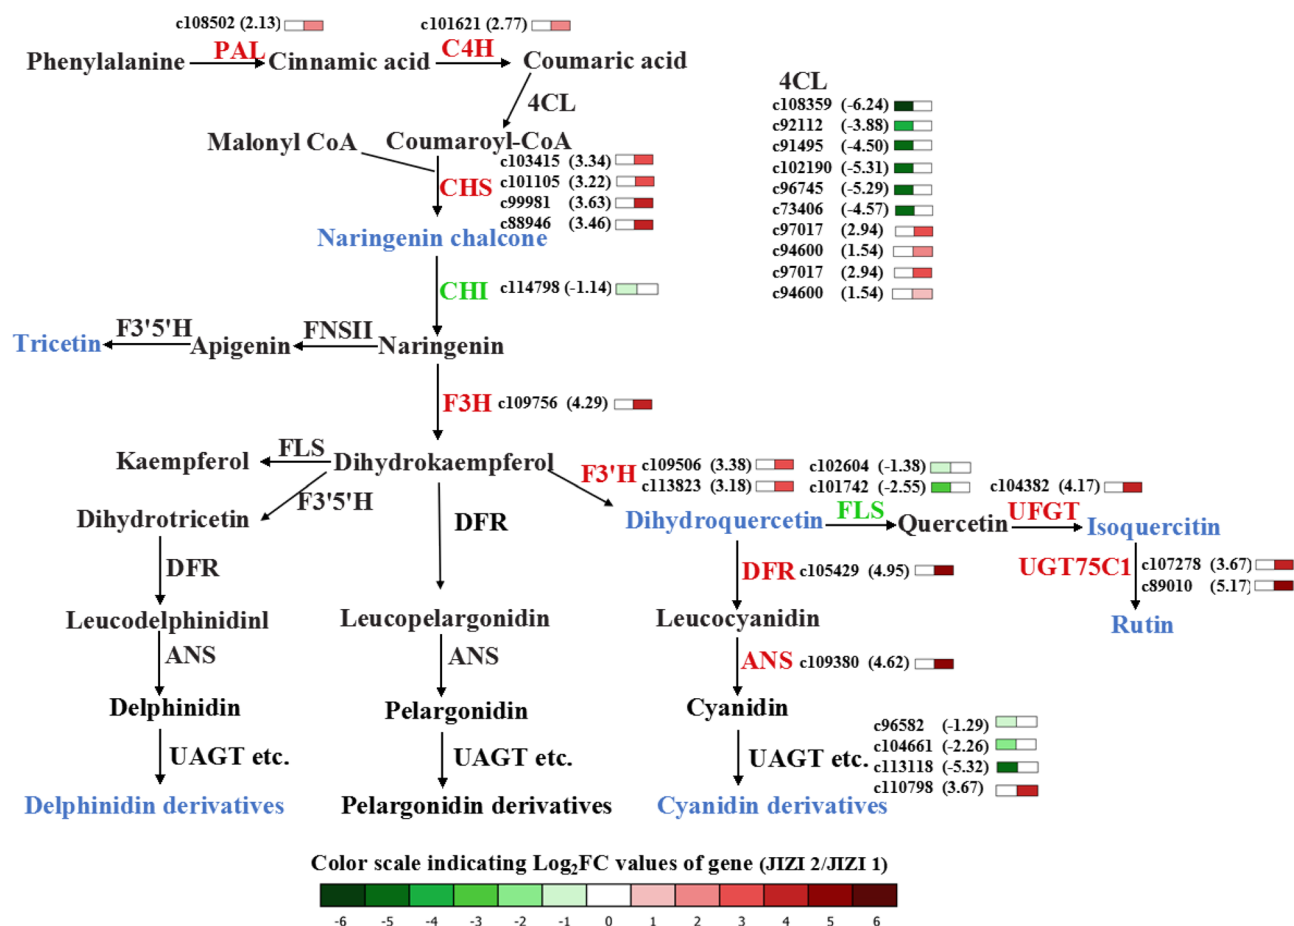 c108502 (2.13)
c101621 (2.77)
PAL
C4H
Phenylalanine
Cinnamic acid
Coumaric acid
4CL
4CL
c108359 (-6.24)
c92112 (-3.88)
c91495 (-4.50)
c102190 (-5.31)
c96745 (-5.29)
c73406 (-4.57)
c97017 (2.94)
c94600 (1.54)
c97017 (2.94)
c94600 (1.54)
Malonyl CoA
Coumaroyl-CoA
CHS
c103415 (3.34)
c101105 (3.22)
c99981 (3.63)
c88946 (3.46)
Naringenin chalcone
CHI
c114798 (-1.14)
F3'5'H
FNSII
Tricetin
Apigenin
Naringenin
F3H
c109756 (4.29)
FLS
Kaempferol
Dihydrokaempferol
F3'5'H
F3'H
c109506 (3.38)
c113823 (3.18)
c102604 (-1.38)
c101742 (-2.55)
c104382 (4.17)
Dihydrotricetin
DFR
Dihydroquercetin
FLS
Quercetin
UFGT
Isoquercitin
DFR
DFR
c105429 (4.95)
UGT75C1
c107278 (3.67)
c89010 (5.17)
Leucodelphinidinl
Leucopelargonidin
Leucocyanidin
Rutin
ANS
ANS
ANS
c109380 (4.62)
Delphinidin
Pelargonidin
Cyanidin
UAGT etc.
UAGT etc.
UAGT etc.
c96582 (-1.29)
c104661 (-2.26)
c113118 (-5.32)
c110798 (3.67)
Delphinidin derivatives
Pelargonidin derivatives
Cyanidin derivatives
Color scale indicating Log₂FC values of gene (JIZI 2/JIZI 1)
-6 -5 -4 -3 -2 -1 0 1 2 3 4 5 6